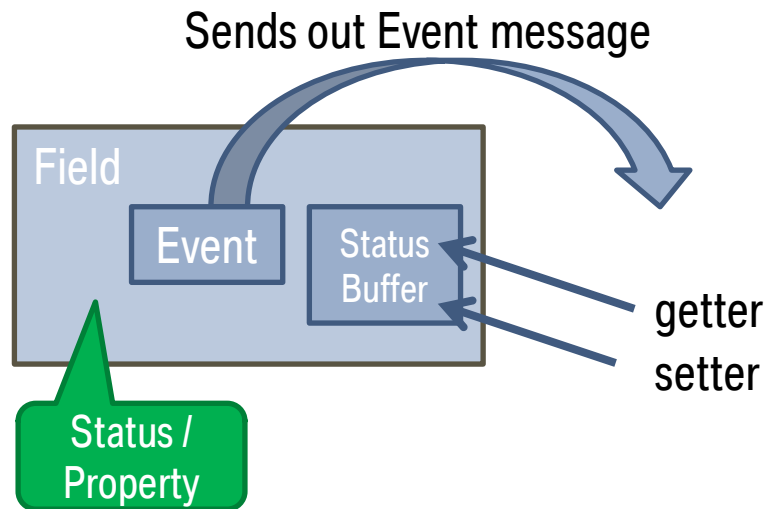 Sends out Event message
Field
Event
Status
Buffer
getter
setter
Status /
Property